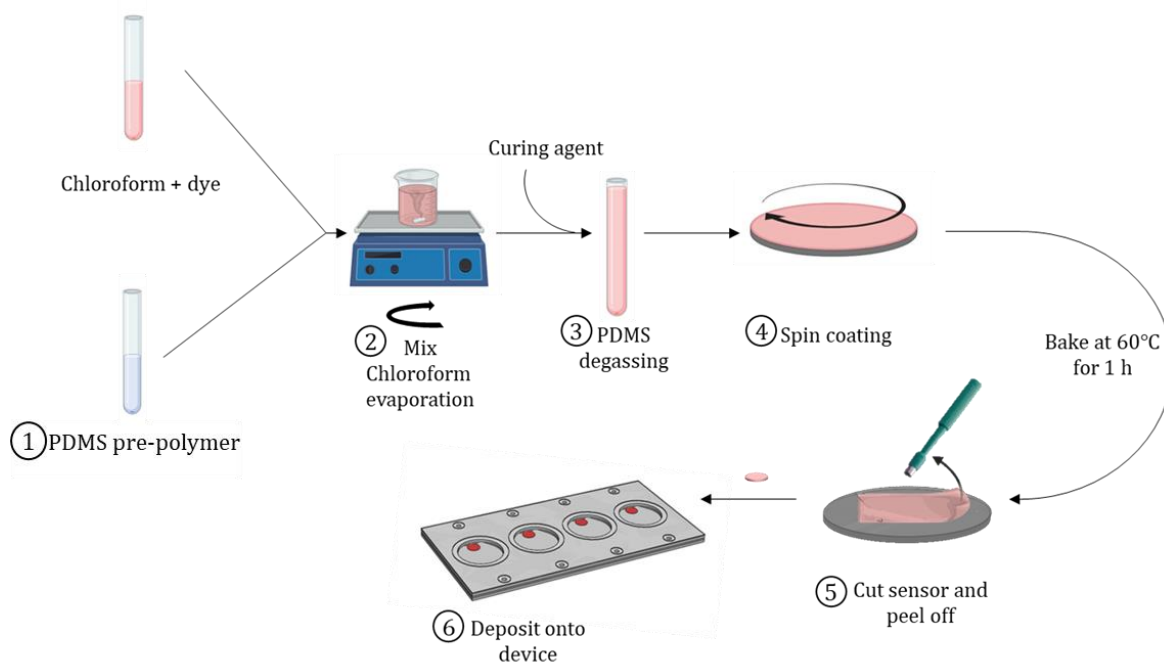 Chloroform + dye
① PDMS pre-polymer
② Mix
Chloroform
evaporation
Curing agent
③ PDMS
degassing
④ Spin coating
Bake at 60°C
for 1 h
⑤ Cut sensor and
peel off
⑥ Deposit onto
device